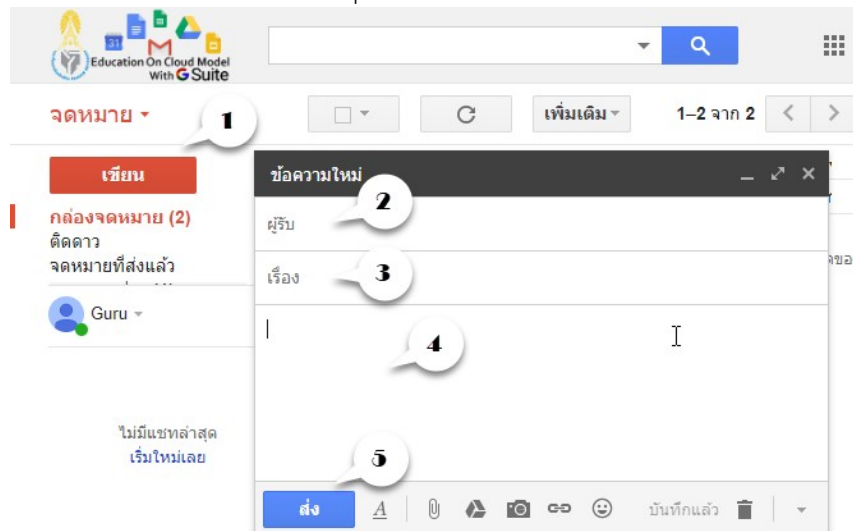 31
Education On Cloud Model
With G Suite
จดหมาย
1
เพิ่มเติม
1–2 จาก 2
เขียน
ข้อความใหม่
กล่องจดหมาย (2)
2
ผู้รับ
ติดดาว
จดหมายที่ส่งแล้ว
3
เรื่อง
Guru
4
ไม่มีแชทล่าสุด
เริ่มใหม่เลย
5
ส่ง
A
บันทึกแล้ว